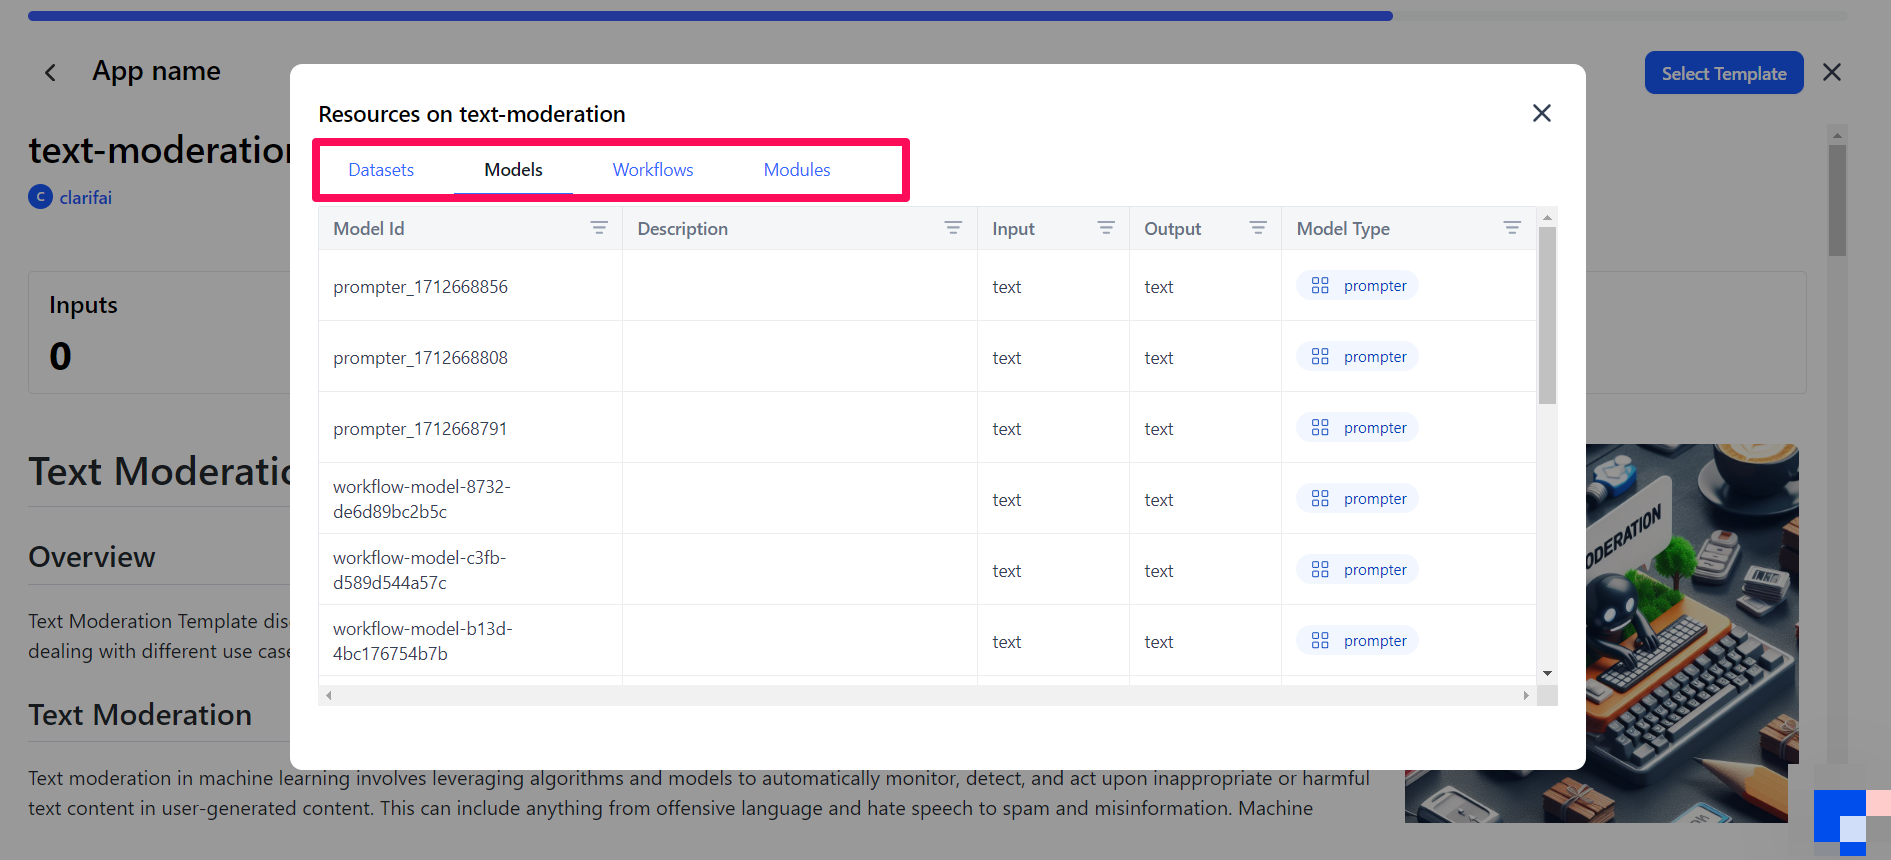 App name
Select Template
text-moderation
C clarifai
Inputs
0
Text Moderatio
Overview
Text Moderation Template dis
dealing with different use case
Text Moderation
Text moderation in machine learning involves leveraging algorithms and models to automatically monitor, detect, and act upon inappropriate or harmful
text content in user-generated content. This can include anything from offensive language and hate speech to spam and misinformation. Machine
Resources on text-moderation
Datasets Models Workflows Modules
Model Id Description Input Output Model Type
prompter_1712668856 text text prompter
prompter_1712668808 text text prompter
prompter_1712668791 text text prompter
workflow-model-8732-
de6d89bc2b5c text text prompter
workflow-model-c3fb-
d589d544a57c text text prompter
workflow-model-b13d-
4bc176754b7b text text prompter
ODERATION